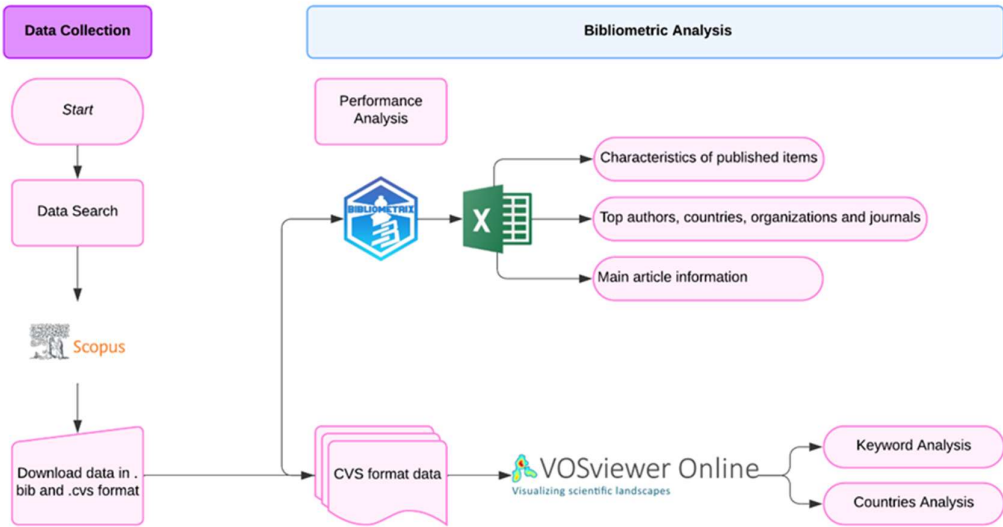 Data Collection
Bibliometric Analysis
Start
Data Search
Scopus
Download data in .
bib and .cvs format
Performance
Analysis
BIBLIOMETRIX
X
Characteristics of published items
Top authors, countries, organizations and journals
Main article information
CVS format data
VOSviewer Online
Visualizing scientific landscapes
Keyword Analysis
Countries Analysis